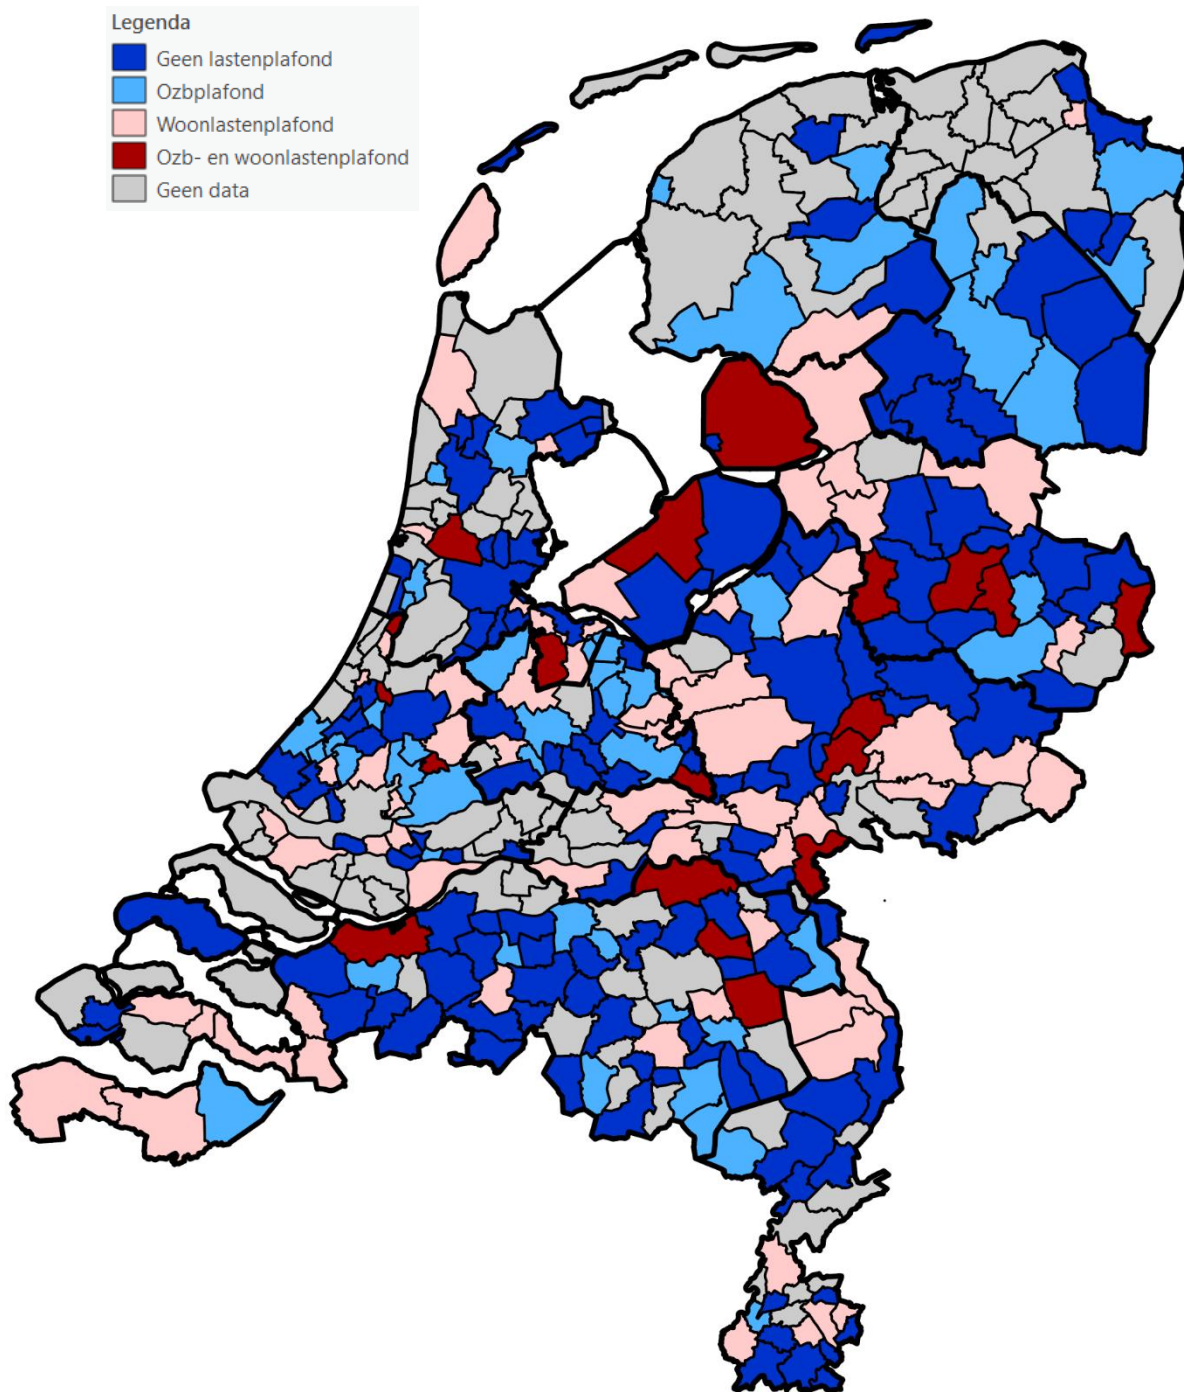 Legenda
Geen lastenplafond
Ozbplafond
Woonlastenplafond
Ozb- en woonlastenplafond
Geen data